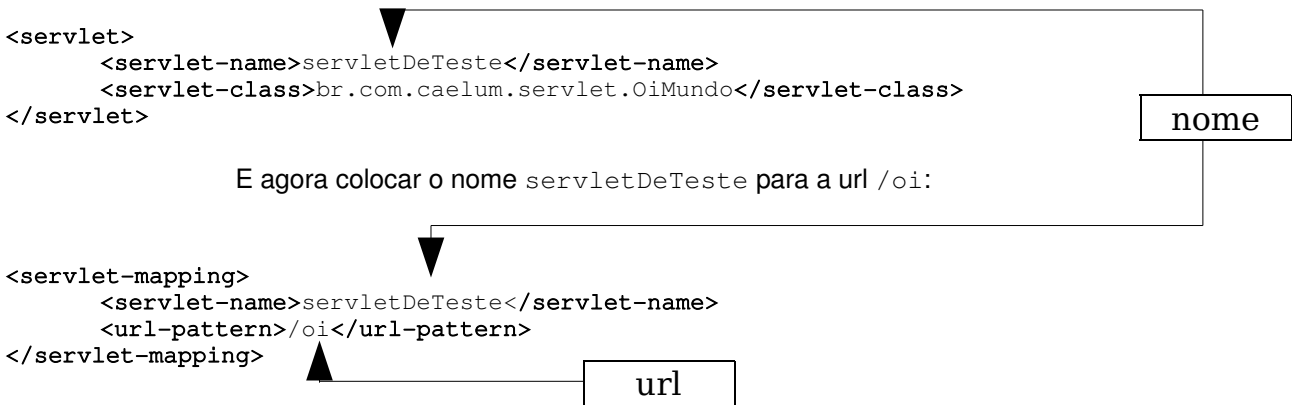 <servlet>
<servlet-name>servletDeTeste</servlet-name>
<servlet-class>br.com.caelum.servlet.OiMundo</servlet-class>
</servlet>
nome
E agora colocar o nome servletDeTeste para a url /oi:
<servlet-mapping>
<servlet-name>servletDeTeste</servlet-name>
<url-pattern>/oi</url-pattern>
</servlet-mapping>
url